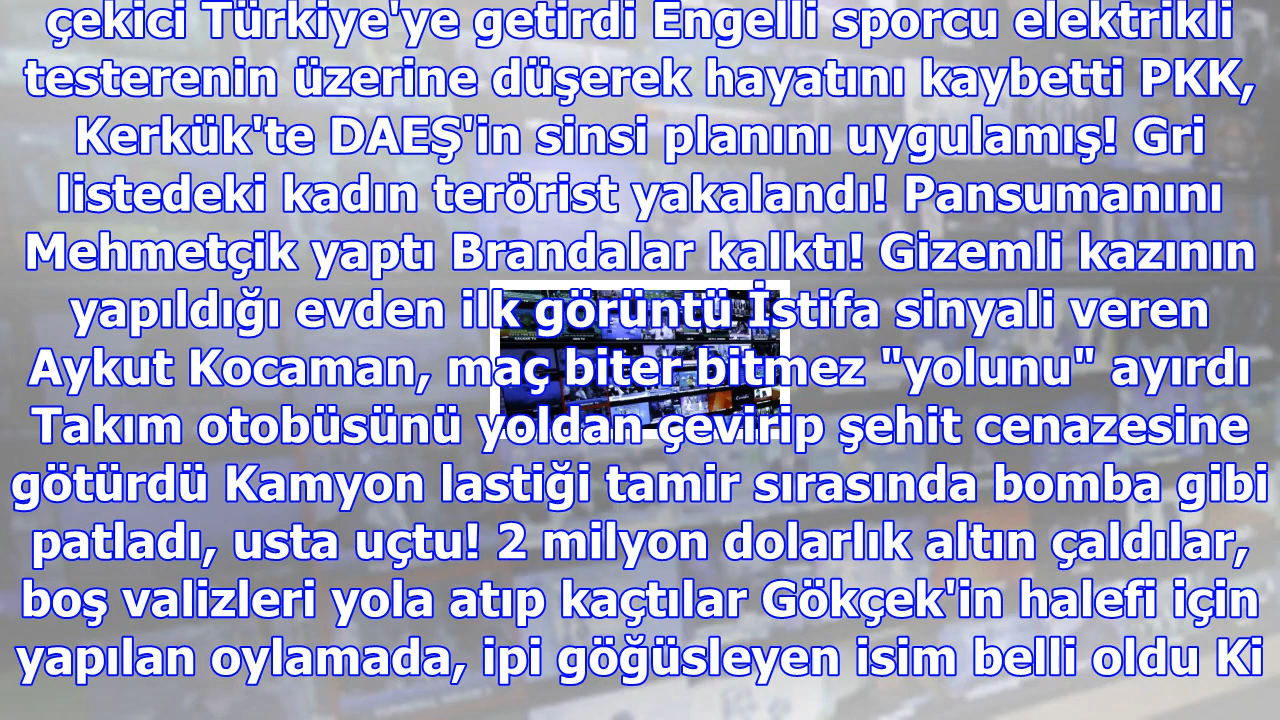 çekici Türkiye'ye getirdi Engelli sporcu elektrikli
testerenin üzerine düşerek hayatını kaybetti PKK,
Kerkük'te DAEŞ'in sinsi planını uygulamış! Gri
listedeki kadın terörist yakalandı! Pansumanını
Mehmetçik yaptı Brandalar kalktı! Gizemli kazının
yapıldığı evden ilk görüntü İstifa sinyali veren
Aykut Kocaman, maç biter bitmez "yolunu" ayırdı
Takım otobüsünü yoldan çevirip şehit cenazesine
götürdü Kamyon lastiği tamir sırasında bomba gibi
patladı, usta uçtu! 2 milyon dolarlık altın çaldılar,
boş valizleri yola atıp kaçtılar Gökçek'in halefi için
yapılan oylamada, ipi göğüsleyen isim belli oldu Ki